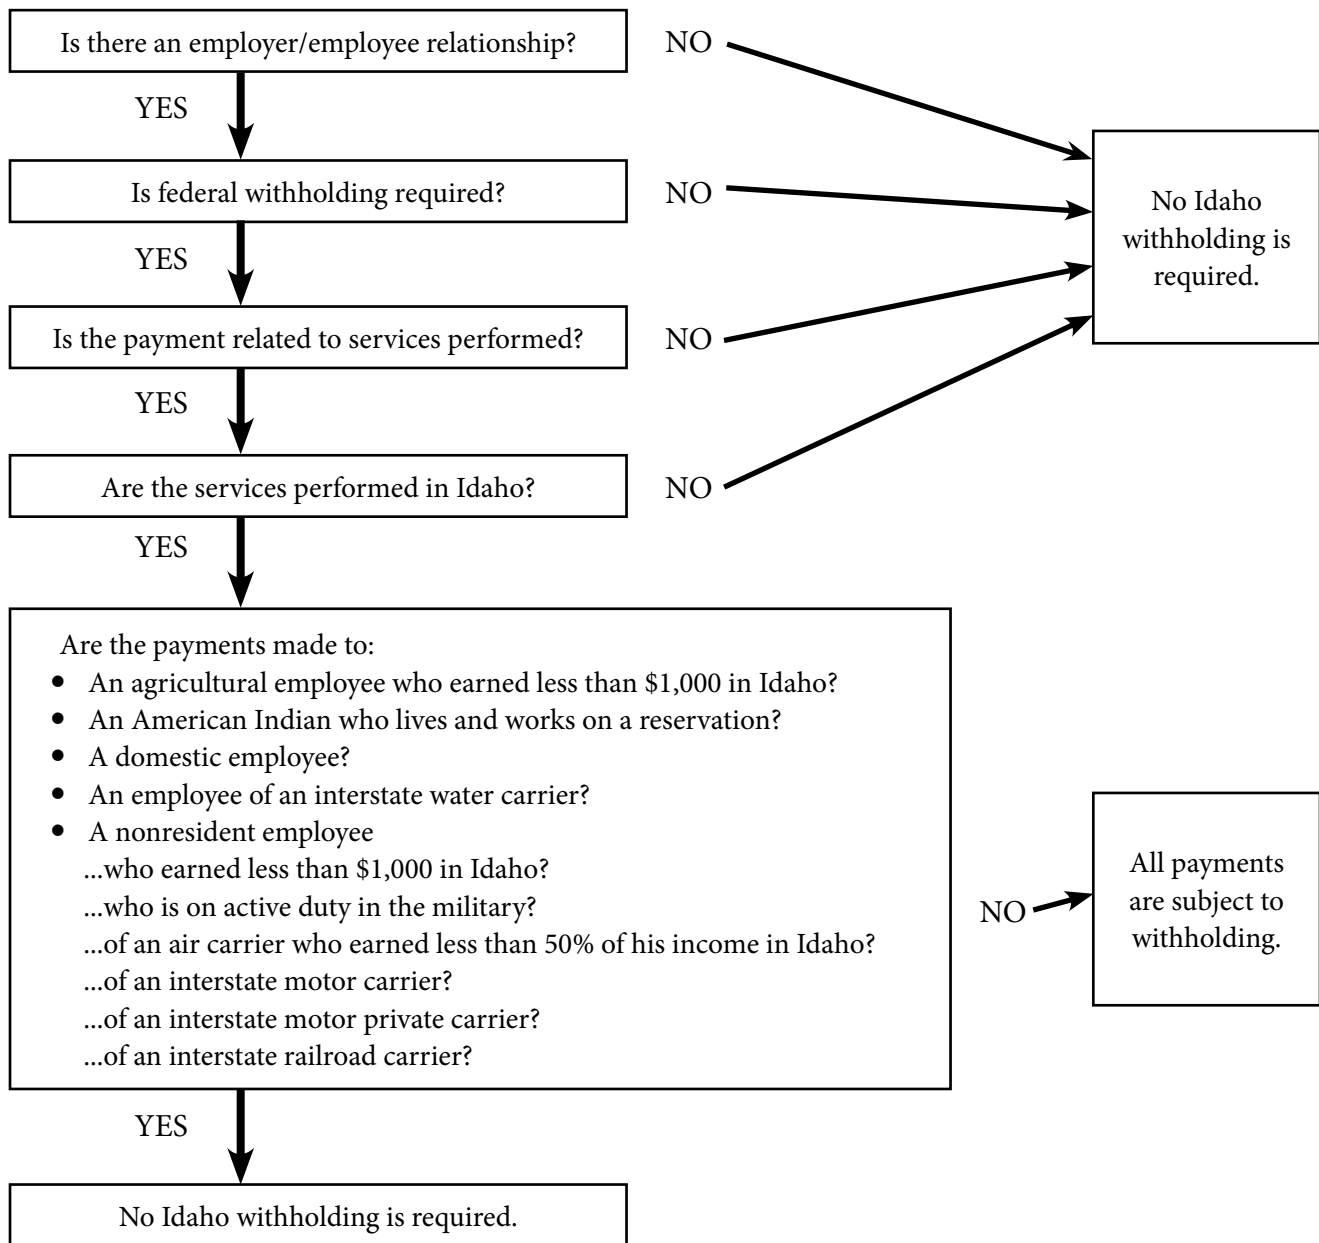 Is there an employer/employee relationship?
NO
YES
Is federal withholding required?
NO
YES
Is the payment related to services performed?
NO
YES
Are the services performed in Idaho?
NO
YES
No Idaho
withholding is
required.
Are the payments made to:
• An agricultural employee who earned less than $1,000 in Idaho?
• An American Indian who lives and works on a reservation?
• A domestic employee?
• An employee of an interstate water carrier?
• A nonresident employee
...who earned less than $1,000 in Idaho?
...who is on active duty in the military?
...of an air carrier who earned less than 50% of his income in Idaho?
...of an interstate motor carrier?
...of an interstate motor private carrier?
...of an interstate railroad carrier?
NO
All payments
are subject to
withholding.
YES
No Idaho withholding is required.